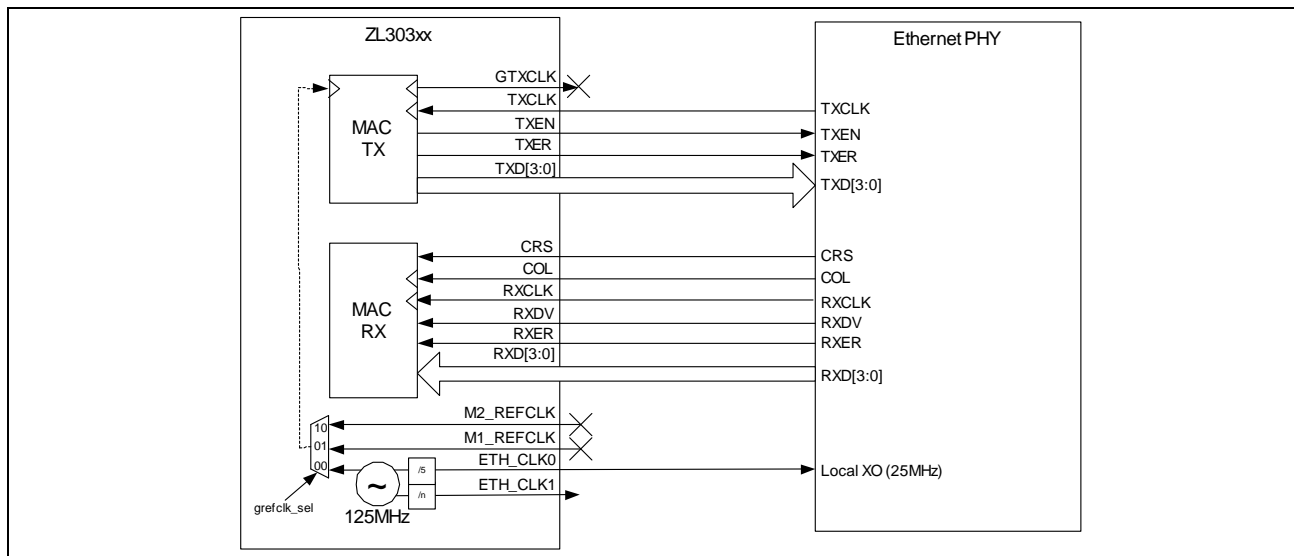 ZL303xx
Ethernet PHY
MAC
TX
GTXCLK
TXCLK
TXEN
TXER
TXD[3:0]
TXCLK
TXEN
TXER
TXD[3:0]
MAC
RX
CRS
COL
RXCLK
RXDV
RXER
RXD[3:0]
CRS
COL
RXCLK
RXDV
RXER
RXD[3:0]
M2_REFCLK
M1_REFCLK
ETH_CLK0
ETH_CLK1
10
01
00
/5
/n
~
125MHz
grefclk_sel
Local XO (25MHz)